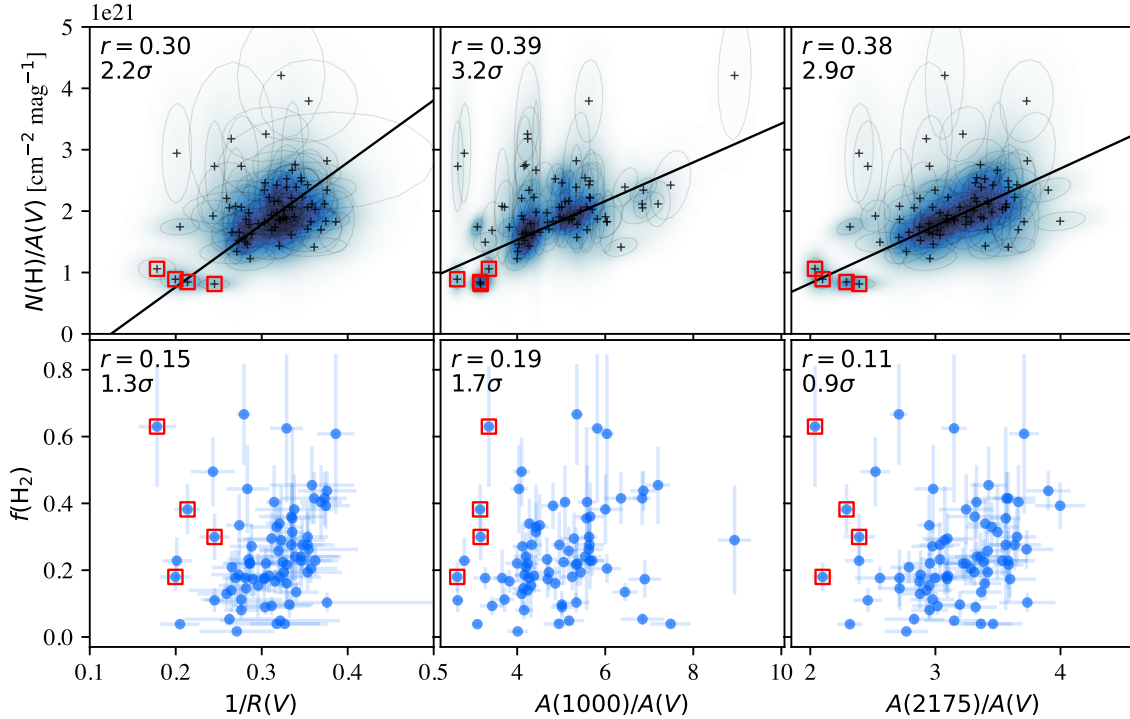 1e21
r = 0.30
2.2σ
r = 0.39
3.2σ
r = 0.38
2.9σ
5
4
3
2
1
0
N(H)/A(V) [cm⁻² mag⁻¹]
r = 0.15
1.3σ
r = 0.19
1.7σ
r = 0.11
0.9σ
0.8
0.6
0.4
0.2
0.0
f(H₂)
0.1 0.2 0.3 0.4 0.5
4 6 8 10
2 3 4
1/R(V)
A(1000)/A(V)
A(2175)/A(V)